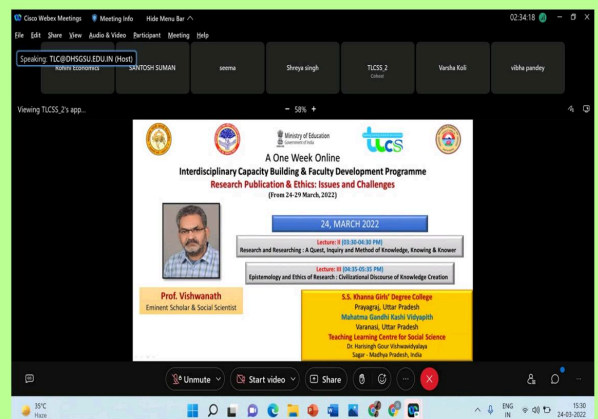 Cisco Webex Meetings Meeting Info Hide Menu Bar 02:34:18
File Edit Share View Audio & Video Participant Meeting Help
Speaking: TLC@DHSGSU.EDU.IN (Host)
Rohini Economics SANTOSH SUMAN seema Shreya singh TLCSS_2 Varsha Koli vibha pandey
Cohost
Viewing TLCSS_2's app... − 58% +
Ministry of Education
Government of India
A One Week Online
Interdisciplinary Capacity Building & Faculty Development Programme
Research Publication & Ethics: Issues and Challenges
(From 24-29 March, 2022)
24, MARCH 2022
Lecture: II (03:30-04:30 PM)
Research and Researching : A Quest, Inquiry and Method of Knowledge, Knowing & Knower
Lecture: III (04:35-05:35 PM)
Epistemology and Ethics of Research Discourse : Civilizational Discourse of Knowledge Creation
Prof. Vishwanath
Eminent Scholar & Social Scientist
S.S. Khanna Girls' Degree College
Prayagraj, Uttar Pradesh
Mahatma Gandhi Kashi Vidyapith
Varanasi, Uttar Pradesh
Teaching Learning Centre for Social Science
Dr. Harisingh Gour Vishwavidyalaya
Sagar - Madhya Pradesh, India
Unmute Start video Share
35°C
Haze
ENG
IN
15:30
24-03-2022